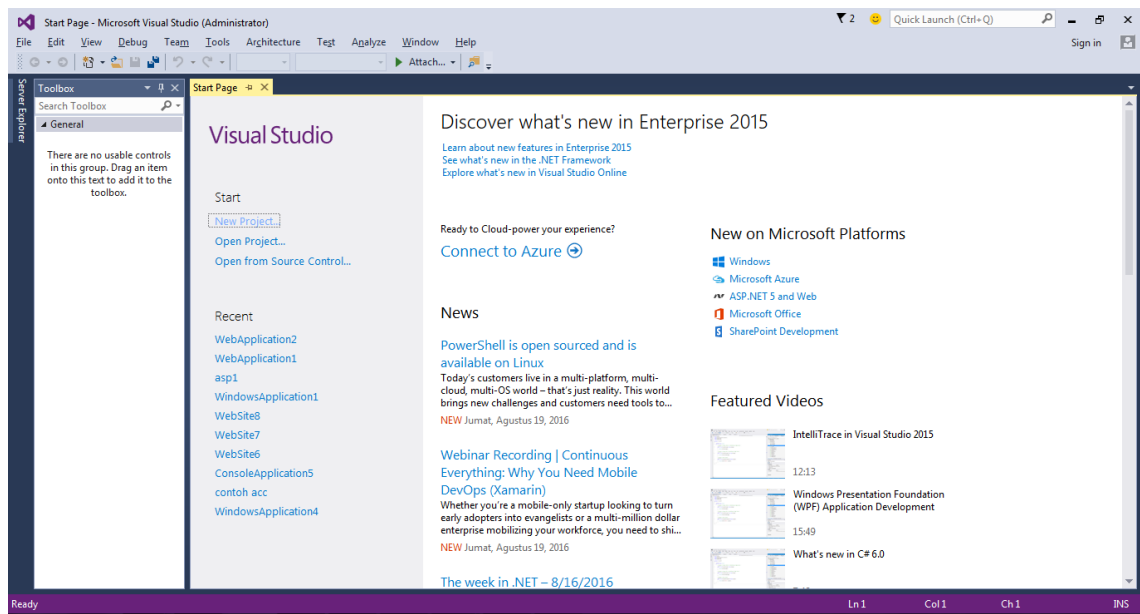 Start Page - Microsoft Visual Studio (Administrator)
2
Quick Launch (Ctrl+Q)
File Edit View Debug Team Tools Architecture Test Analyze Window Help
Sign in
Attach...
Server Explorer
Toolbox
Search Toolbox
General
There are no usable controls
in this group. Drag an item
onto this text to add it to the
toolbox.
Start Page
Visual Studio
Start
New Project...
Open Project...
Open from Source Control...
Recent
WebApplication2
WebApplication1
asp1
WindowsApplication1
WebSite8
WebSite7
WebSite6
ConsoleApplication5
contoh acc
WindowsApplication4
Discover what's new in Enterprise 2015
Learn about new features in Enterprise 2015
See what's new in the .NET Framework
Explore what's new in Visual Studio Online
Ready to Cloud-power your experience?
Connect to Azure
News
PowerShell is open sourced and is
available on Linux
Today's customers live in a multi-platform, multi-
cloud, multi-OS world – that's just reality. This world
brings new challenges and customers need tools to...
NEW Jumat, Agustus 19, 2016
Webinar Recording | Continuous
Everything: Why You Need Mobile
DevOps (Xamarin)
Whether you're a mobile-only startup looking to turn
early adopters into evangelists or a multi-million dollar
enterprise mobilizing your workforce, you need to shi...
NEW Jumat, Agustus 19, 2016
The week in .NET – 8/16/2016
New on Microsoft Platforms
Windows
Microsoft Azure
ASP.NET 5 and Web
Microsoft Office
SharePoint Development
Featured Videos
IntelliTrace in Visual Studio 2015
12:13
Windows Presentation Foundation
(WPF) Application Development
15:49
What's new in C# 6.0
Ready
Ln 1
Col 1
Ch 1
INS